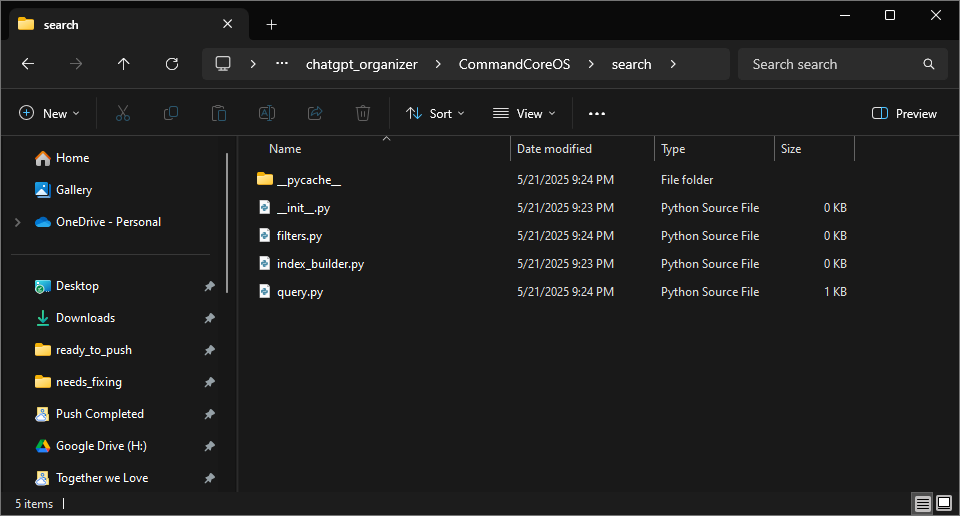 search
chatgpt_organizer CommandCoreOS search
Search search
New Sort View Preview
Home
Gallery
OneDrive - Personal
Desktop
Downloads
ready_to_push
needs_fixing
Push Completed
Google Drive (H:)
Together we Love
Name Date modified Type Size
__pycache__ 5/21/2025 9:24 PM File folder
__init__.py 5/21/2025 9:23 PM Python Source File 0 KB
filters.py 5/21/2025 9:24 PM Python Source File 0 KB
index_builder.py 5/21/2025 9:23 PM Python Source File 0 KB
query.py 5/21/2025 9:24 PM Python Source File 1 KB
5 items